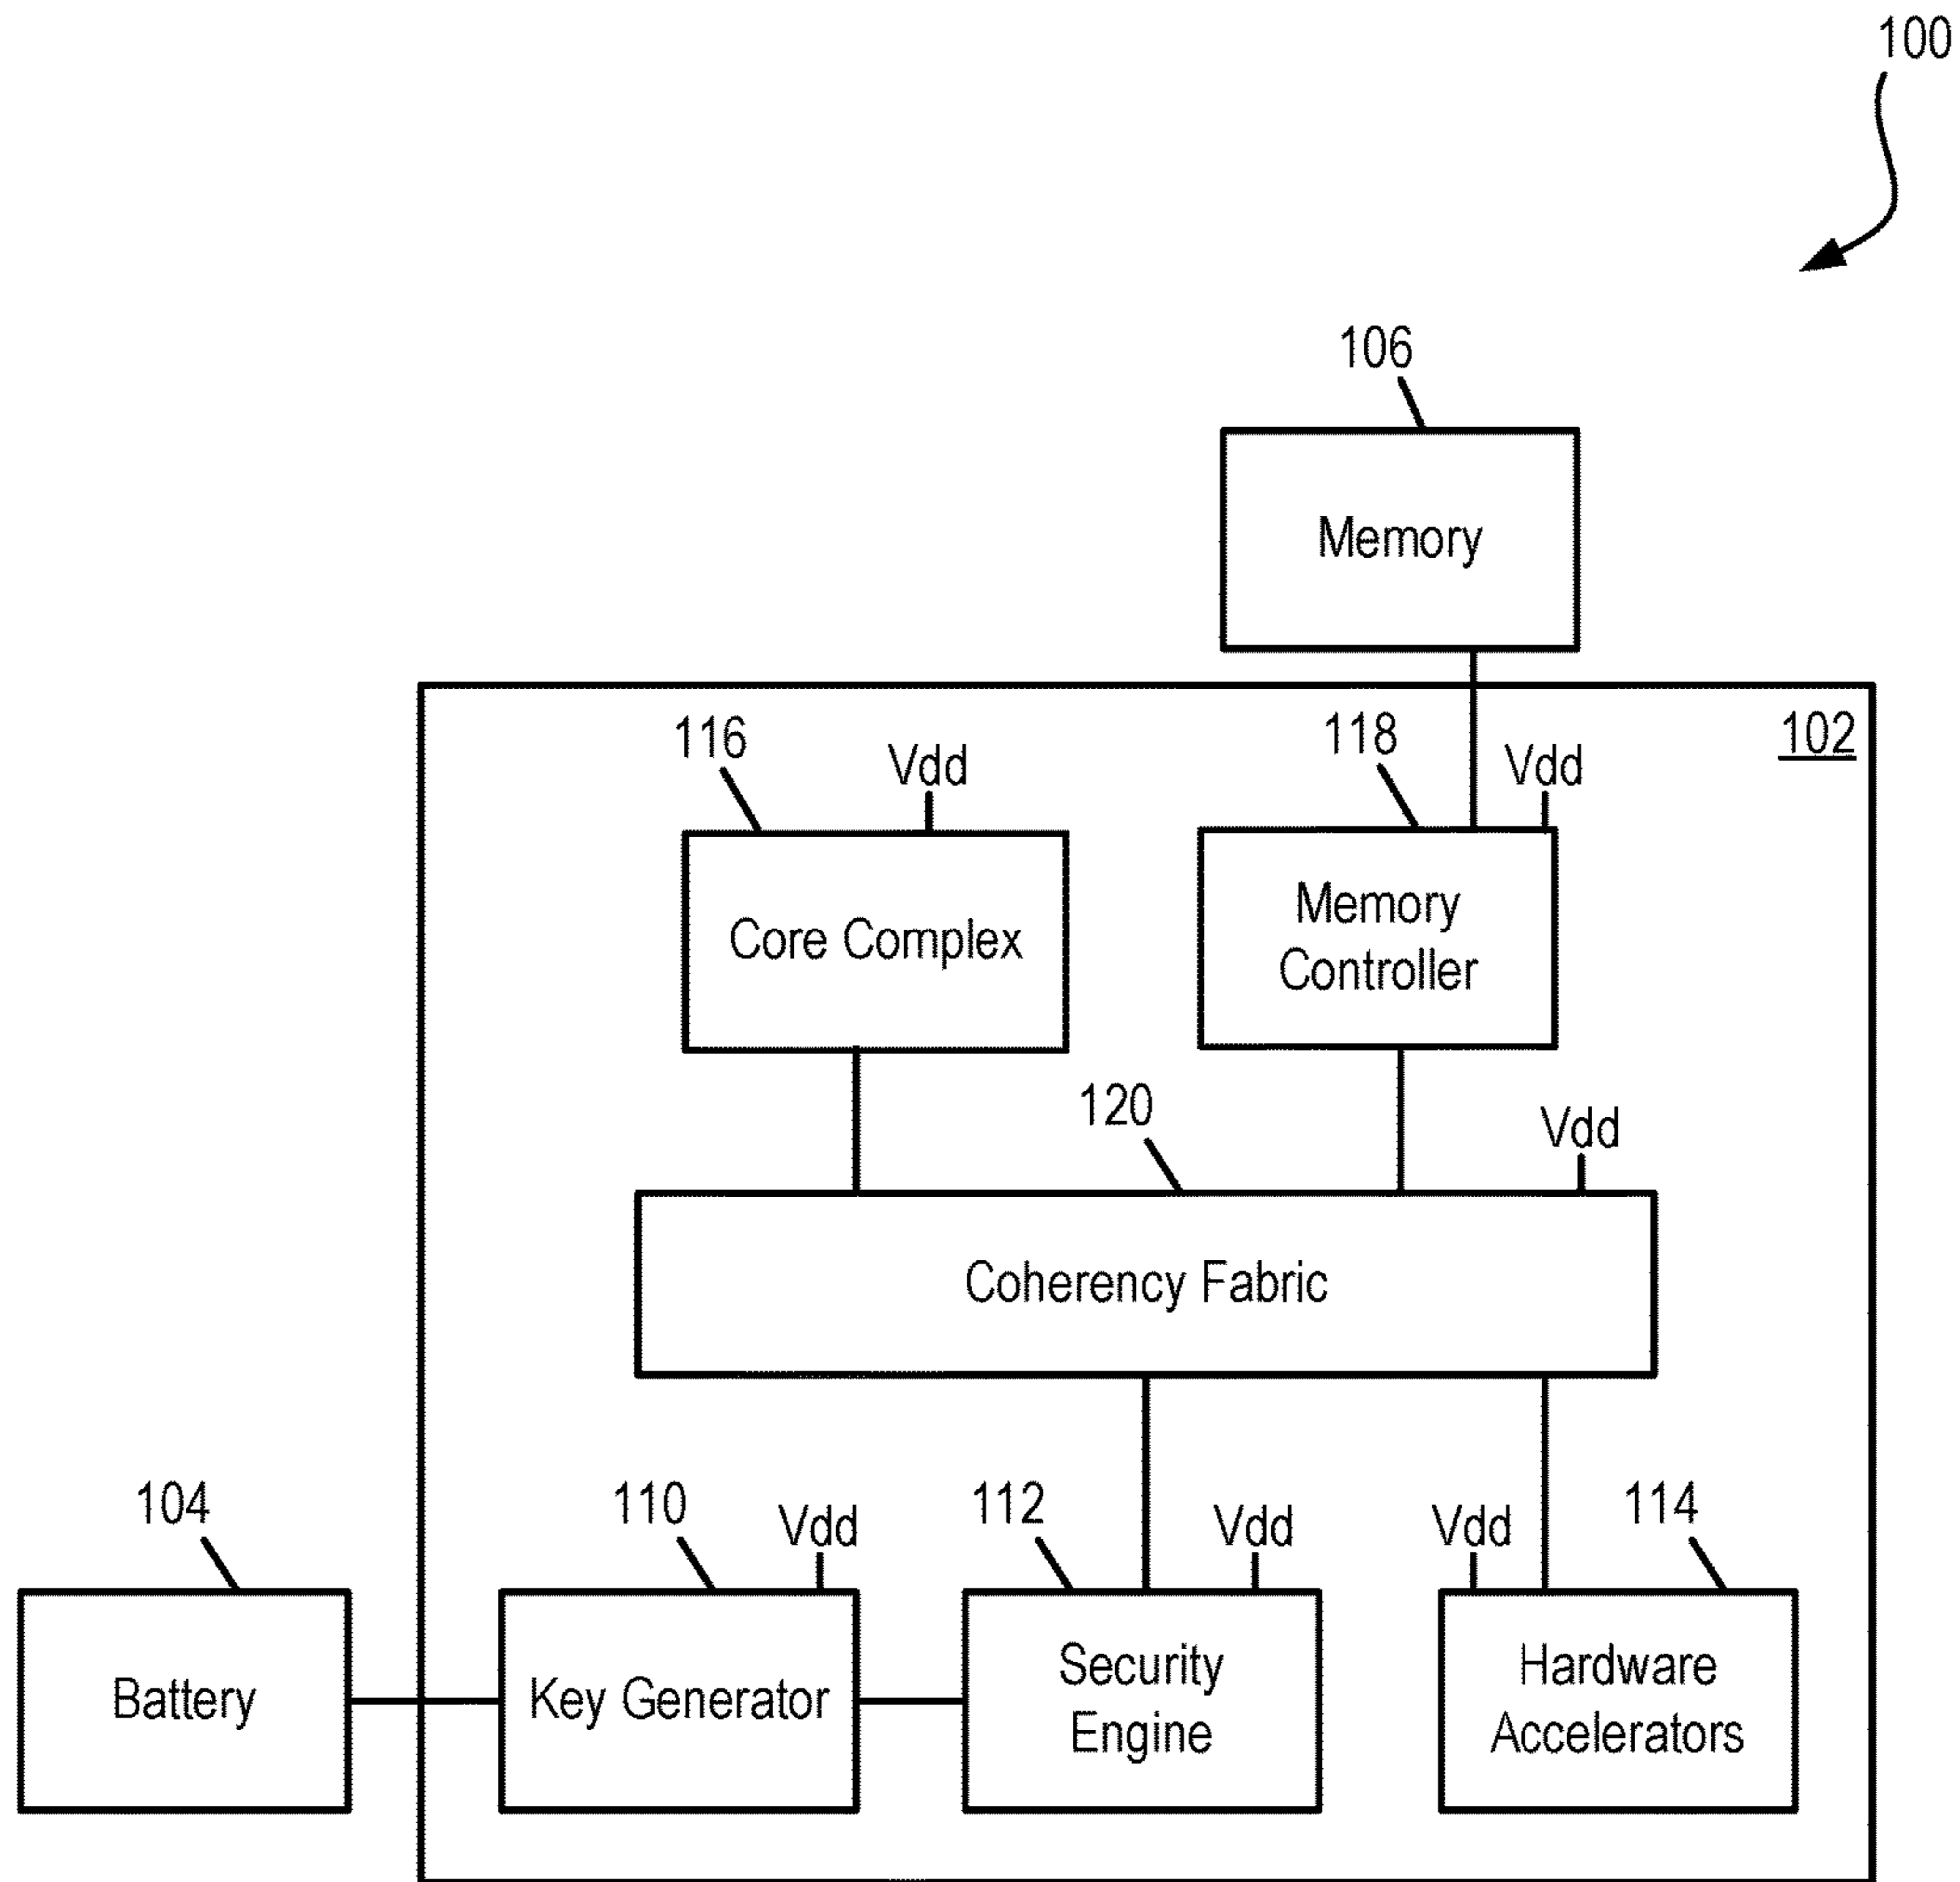 100
106
Memory
102
116
Vdd
118
Vdd
Core Complex
Memory
Controller
120
Vdd
Coherency Fabric
104
110
Vdd
112
Vdd
Vdd
114
Battery
Key Generator
Security
Engine
Hardware
Accelerators